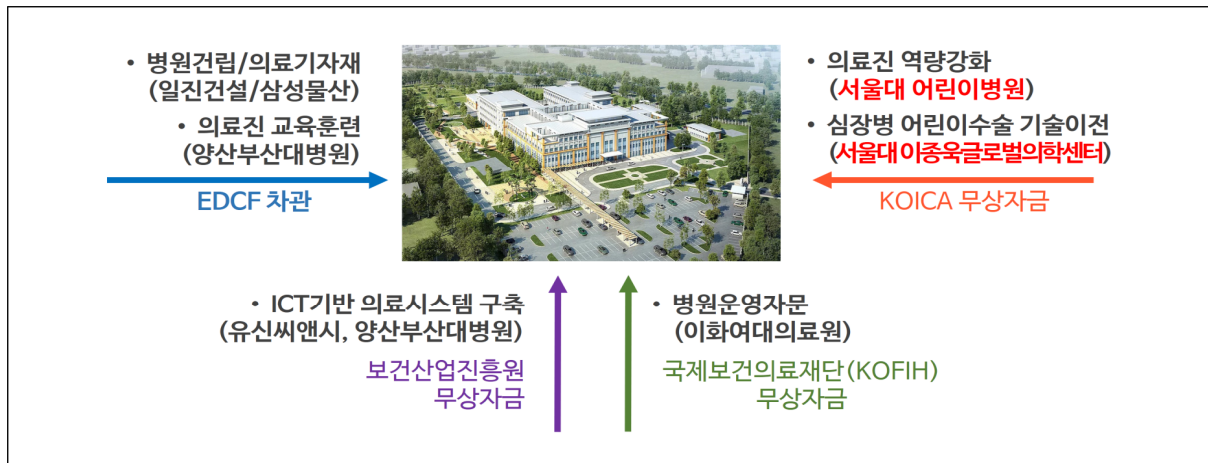 • 병원건립/의료기자재
(일진건설/삼성물산)
• 의료진 교육훈련
(양산부산대병원)
EDCF 차관
• 의료진 역량강화
(서울대 어린이병원)
• 심장병 어린이수술 기술이전
(서울대 이종욱글로벌의학센터)
KOICA 무상자금
• ICT기반 의료시스템 구축
(유신씨앤시, 양산부산대병원)
보건산업진흥원
무상자금
• 병원운영자문
(이화여대의료원)
국제보건의료재단(KOFIH)
무상자금